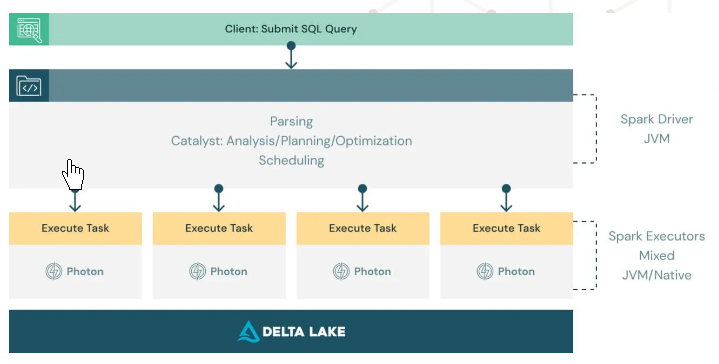 Client: Submit SQL Query
Parsing
Catalyst: Analysis/Planning/Optimization
Scheduling
Spark Driver
JVM
Execute Task
Execute Task
Execute Task
Execute Task
Photon
Photon
Photon
Photon
Spark Executors
Mixed
JVM/Native
DELTA LAKE